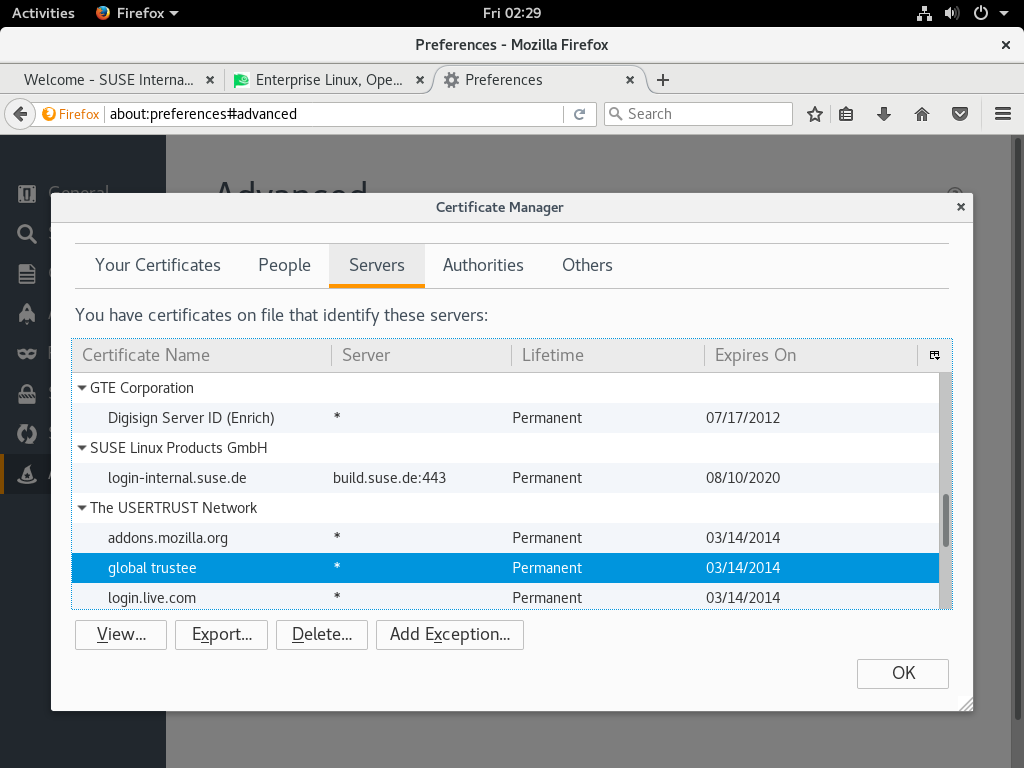 Activities Firefox Fri 02:29
Preferences - Mozilla Firefox
Welcome - SUSE Interna... Enterprise Linux, Ope... Preferences
Firefox about:preferences#advanced Search
General
Advanced
Certificate Manager
Your Certificates People Servers Authorities Others
You have certificates on file that identify these servers:
Certificate Name Server Lifetime Expires On
GTE Corporation
Digisign Server ID (Enrich) * Permanent 07/17/2012
SUSE Linux Products GmbH
login-internal.suse.de build.suse.de:443 Permanent 08/10/2020
The USERTRUST Network
addons.mozilla.org * Permanent 03/14/2014
global trustee * Permanent 03/14/2014
login.live.com * Permanent 03/14/2014
View... Export... Delete... Add Exception...
OK